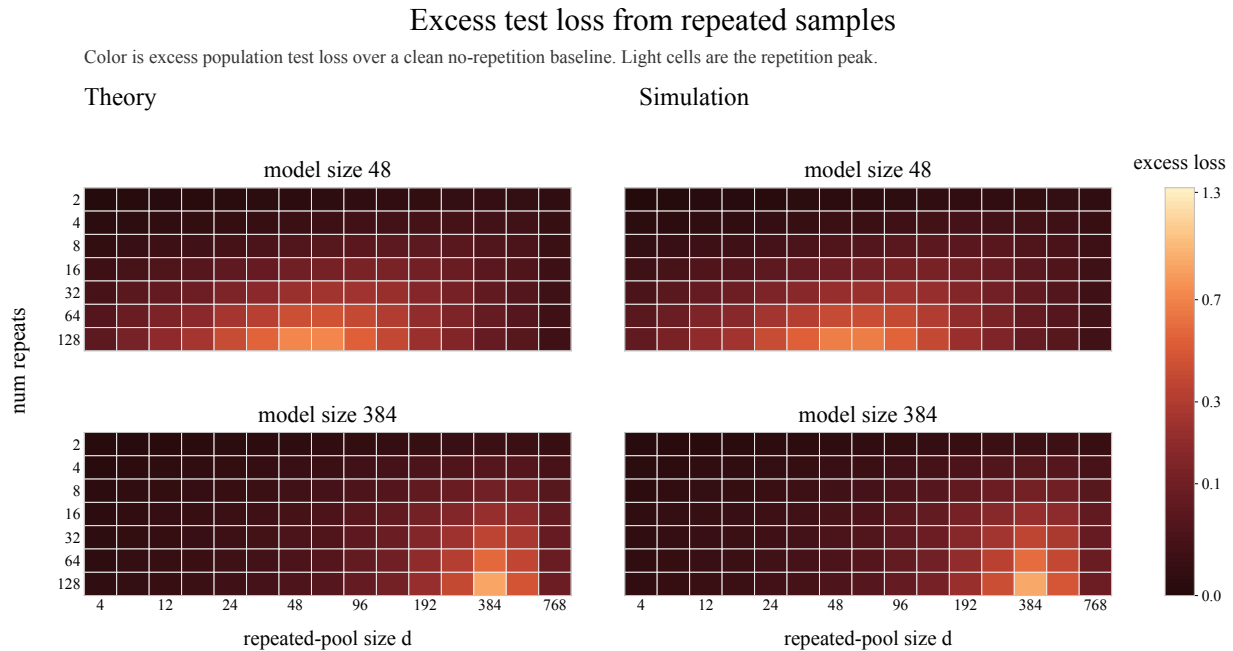 Excess test loss from repeated samples
Color is excess population test loss over a clean no-repetition baseline. Light cells are the repetition peak.
Theory
Simulation
model size 48
model size 48
excess loss
2
4
8
16
32
64
128
1.3
0.7
0.3
0.1
0.0
num repeats
model size 384
model size 384
2
4
8
16
32
64
128
4 12 24 48 96 192 384 768
4 12 24 48 96 192 384 768
repeated-pool size d
repeated-pool size d